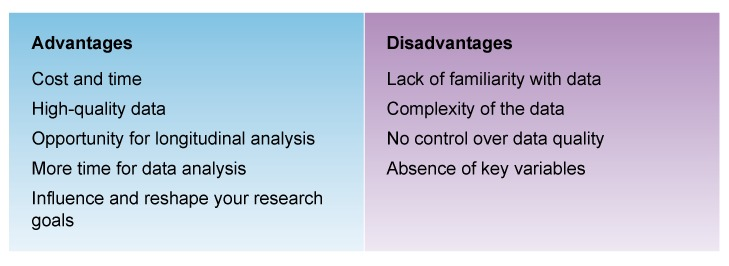 Advantages
Cost and time
High-quality data
Opportunity for longitudinal analysis
More time for data analysis
Influence and reshape your research
goals
Disadvantages
Lack of familiarity with data
Complexity of the data
No control over data quality
Absence of key variables